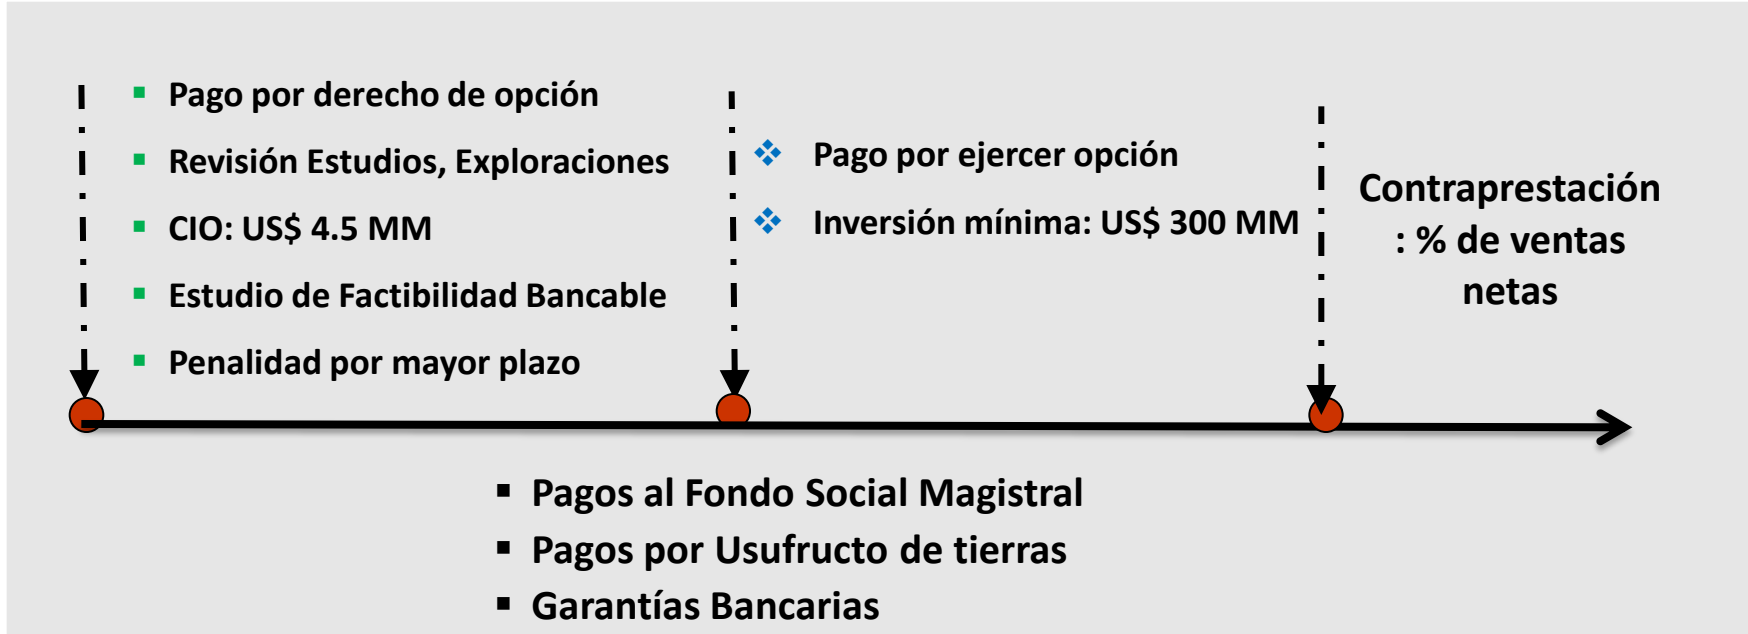 Pago por derecho de opción
Revisión Estudios, Exploraciones
CIO: US$ 4.5 MM
Estudio de Factibilidad Bancable
Penalidad por mayor plazo
Pago por ejercer opción
Inversión mínima: US$ 300 MM
Contraprestación
: % de ventas
netas
Pagos al Fondo Social Magistral
Pagos por Usufructo de tierras
Garantías Bancarias